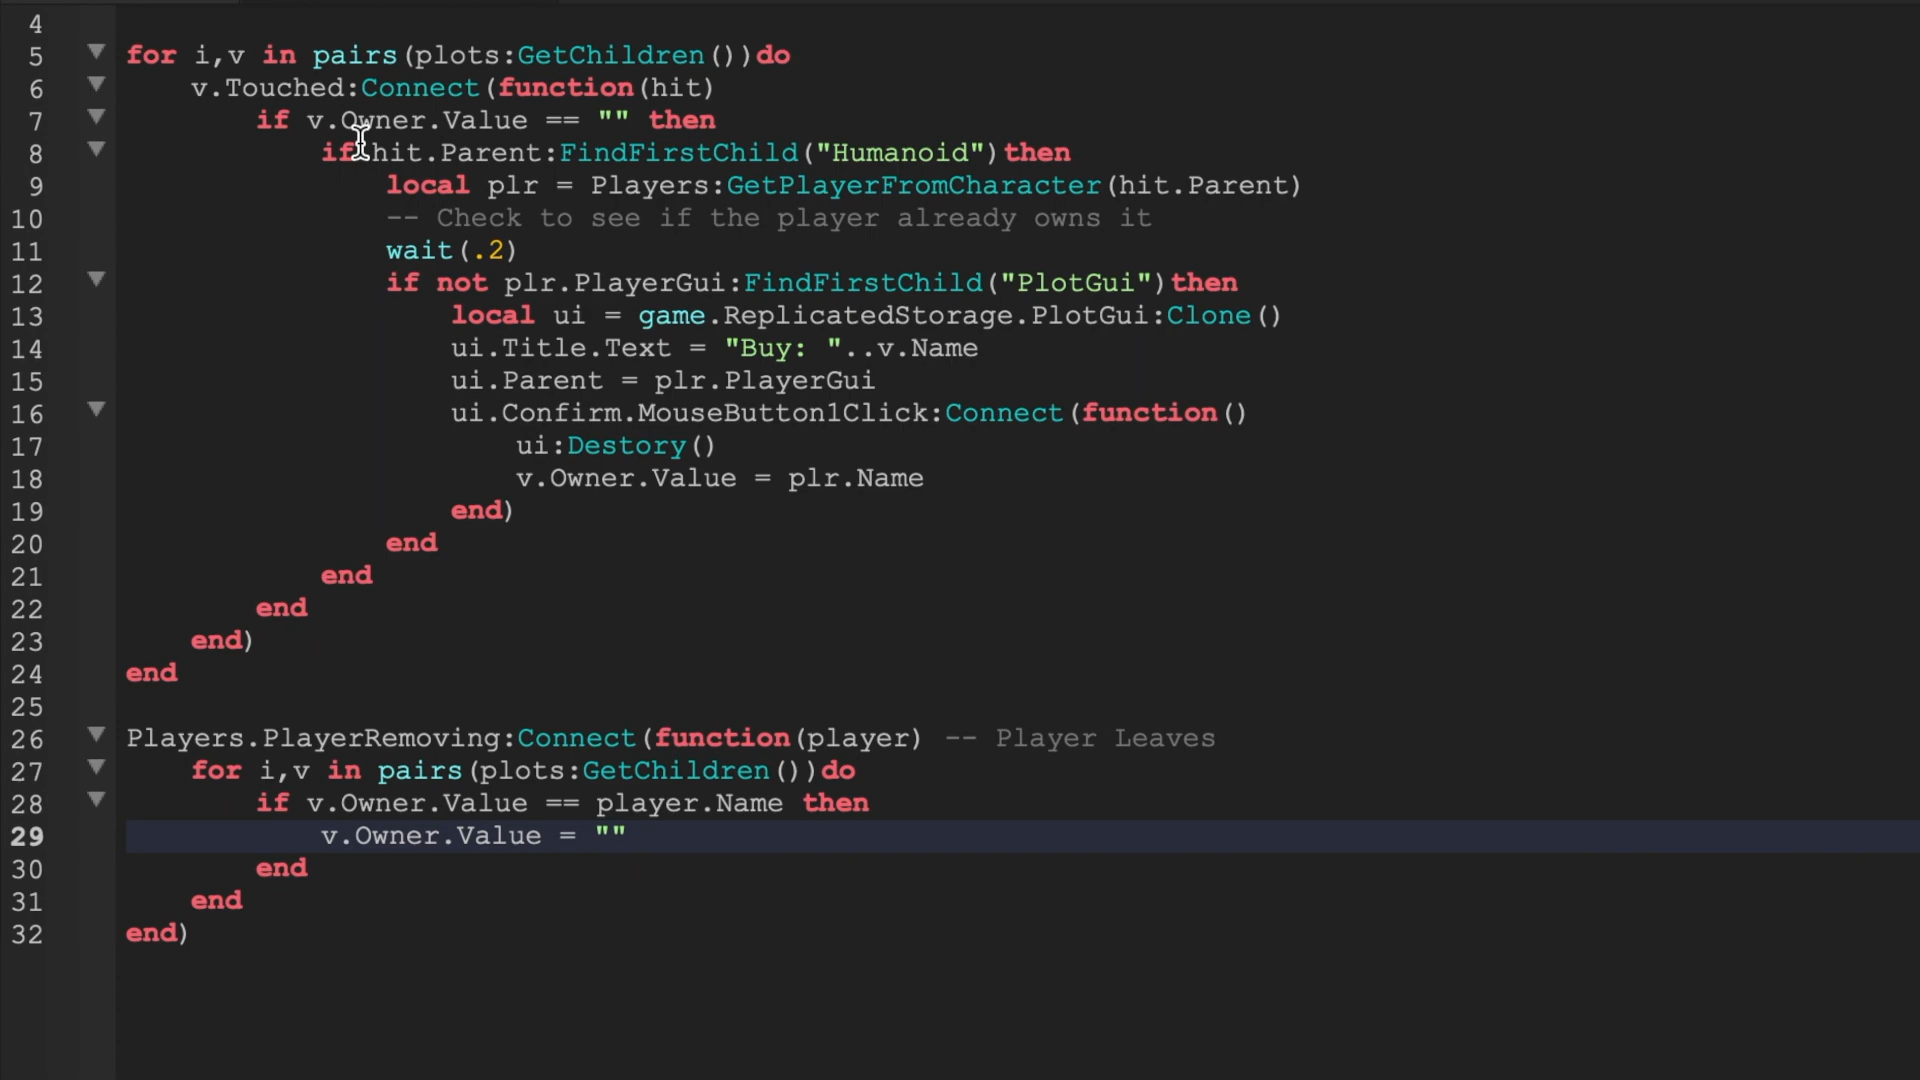 4
5 for i,v in pairs(plots:GetChildren())do
6 v.Touched:Connect(function(hit)
7 if v.Owner.Value == "" then
8 if hit.Parent:FindFirstChild("Humanoid")then
9 local plr = Players:GetPlayerFromCharacter(hit.Parent)
10 -- Check to see if the player already owns it
11 wait(.2)
12 if not plr.PlayerGui:FindFirstChild("PlotGui")then
13 local ui = game.ReplicatedStorage.PlotGui:Clone()
14 ui.Title.Text = "Buy: "..v.Name
15 ui.Parent = plr.PlayerGui
16 ui.Confirm.MouseButton1Click:Connect(function()
17 ui:Destory()
18 v.Owner.Value = plr.Name
19 end)
20 end
21 end
22 end
23 end)
24 end
25
26 Players.PlayerRemoving:Connect(function(player) -- Player Leaves
27 for i,v in pairs(plots:GetChildren())do
28 if v.Owner.Value == player.Name then
29 v.Owner.Value = ""
30 end
31 end
32 end)